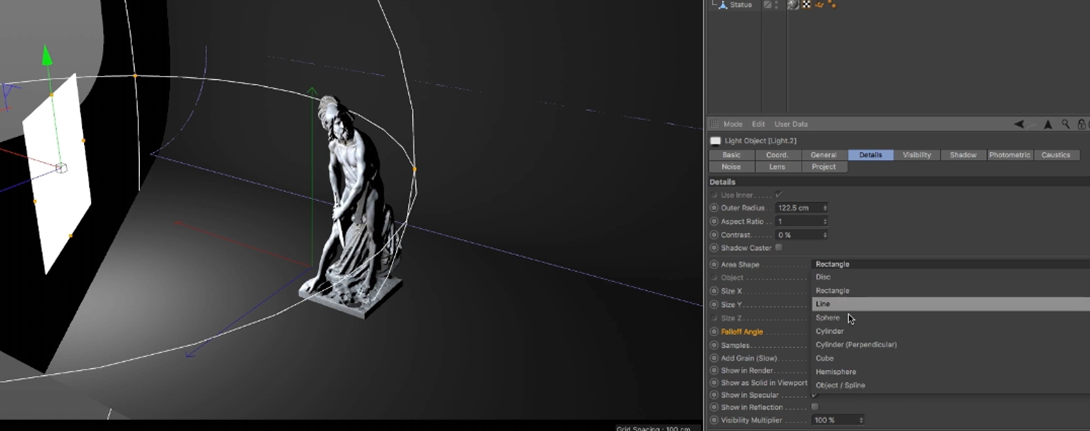 Statue
Mode Edit User Data
Light Object [Light.2]
Basic Coord. General Details Visibility Shadow Photometric Caustics
Noise Lens Project
Details
Use Inner
Outer Radius 122.5 cm
Aspect Ratio 1
Contrast 0 %
Shadow Caster
Area Shape Rectangle
Object Disc
Size X Rectangle
Size Y Line
Size Z Sphere
Falloff Angle Cylinder
Samples Cylinder (Perpendicular)
Add Grain (Slow) Cube
Show in Render Hemisphere
Show as Solid in Viewport Object / Spline
Show in Specular
Show in Reflection
Visibility Multiplier 100 %
Grid Spacing : 100 cm